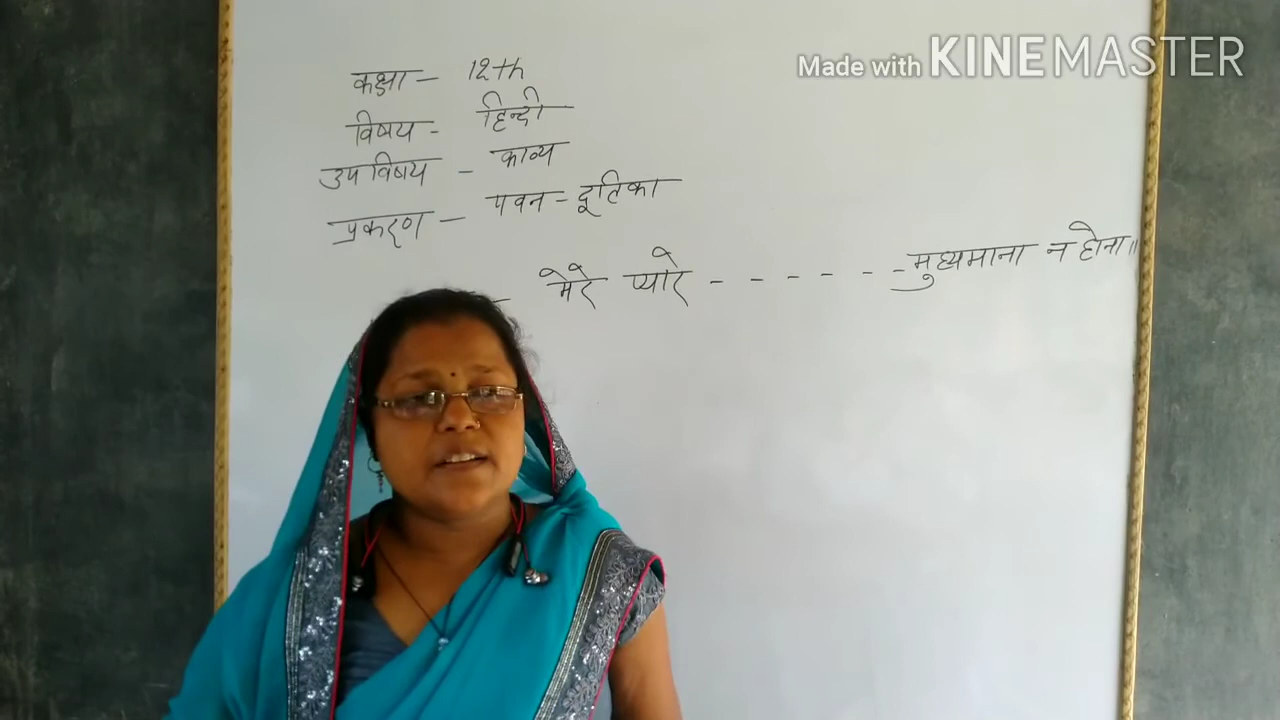 Made with KINEMASTER
कक्षा – 12th
विषय - हिन्दी
उप विषय - काव्य
प्रकरण - पवन-दूतिका
- मेरे प्यारे - - - - - - मुह्यमाना न होना॥